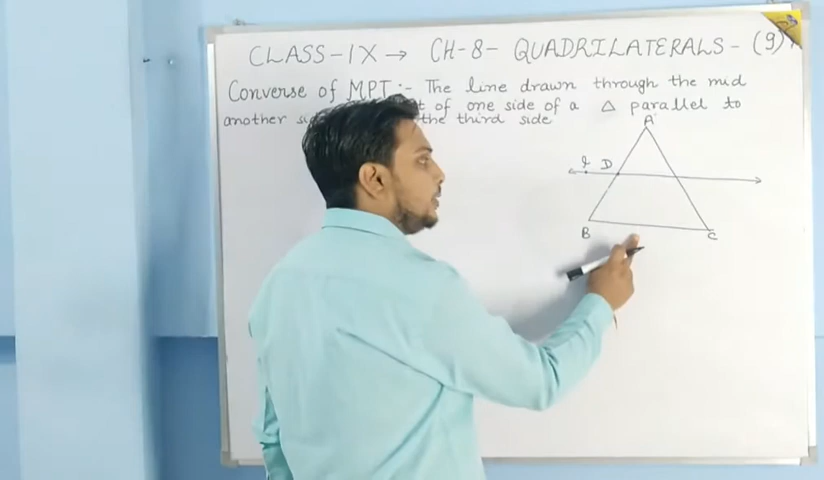 CLASS-IX → CH-8- QUADRILATERALS - (9)
Converse of MPT :- The line drawn through the mid
of one side of a △ parallel to
another the third side
A
l D
B
C